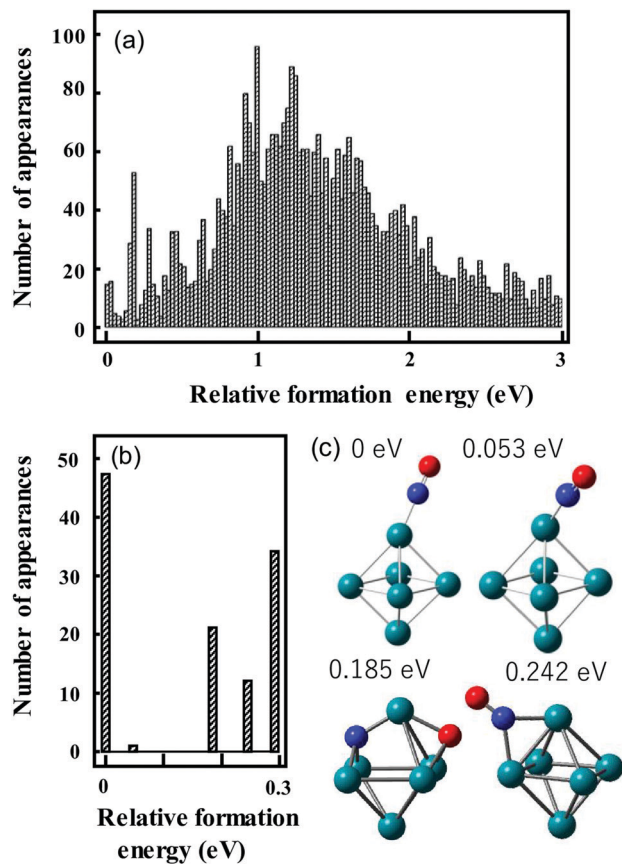 (a)
Number of appearances
100
80
60
40
20
0
0 1 2 3
Relative formation energy (eV)
(b)
Number of appearances
50
40
30
20
10
0
0 0.3
Relative formation
energy (eV)
(c)
0 eV 0.053 eV
0.185 eV 0.242 eV